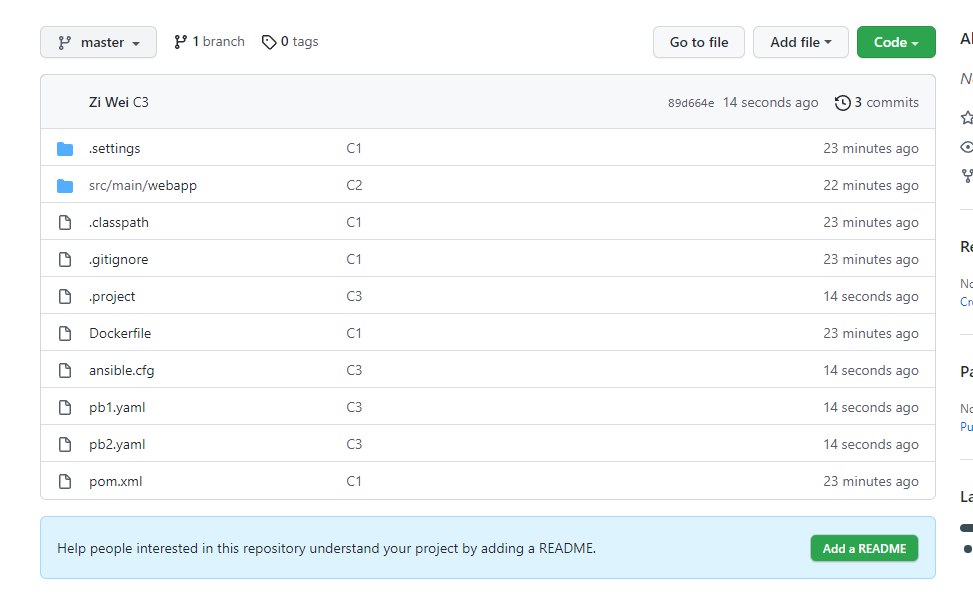 master 1 branch 0 tags Go to file Add file Code
Zi Wei C3 89d664e 14 seconds ago 3 commits
.settings C1 23 minutes ago
src/main/webapp C2 22 minutes ago
.classpath C1 23 minutes ago
.gitignore C1 23 minutes ago
.project C3 14 seconds ago
Dockerfile C1 23 minutes ago
ansible.cfg C3 14 seconds ago
pb1.yaml C3 14 seconds ago
pb2.yaml C3 14 seconds ago
pom.xml C1 23 minutes ago
Help people interested in this repository understand your project by adding a README. Add a README